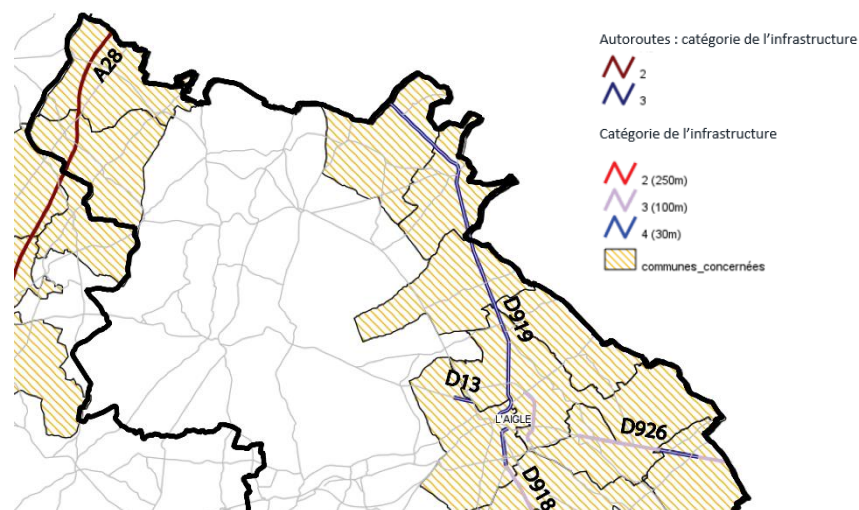 Autoroutes : catégorie de l'infrastructure
2
3
Catégorie de l'infrastructure
2 (250m)
3 (100m)
4 (30m)
communes_concernées
A28
D919
D13
L'AIGLE
D926
D918